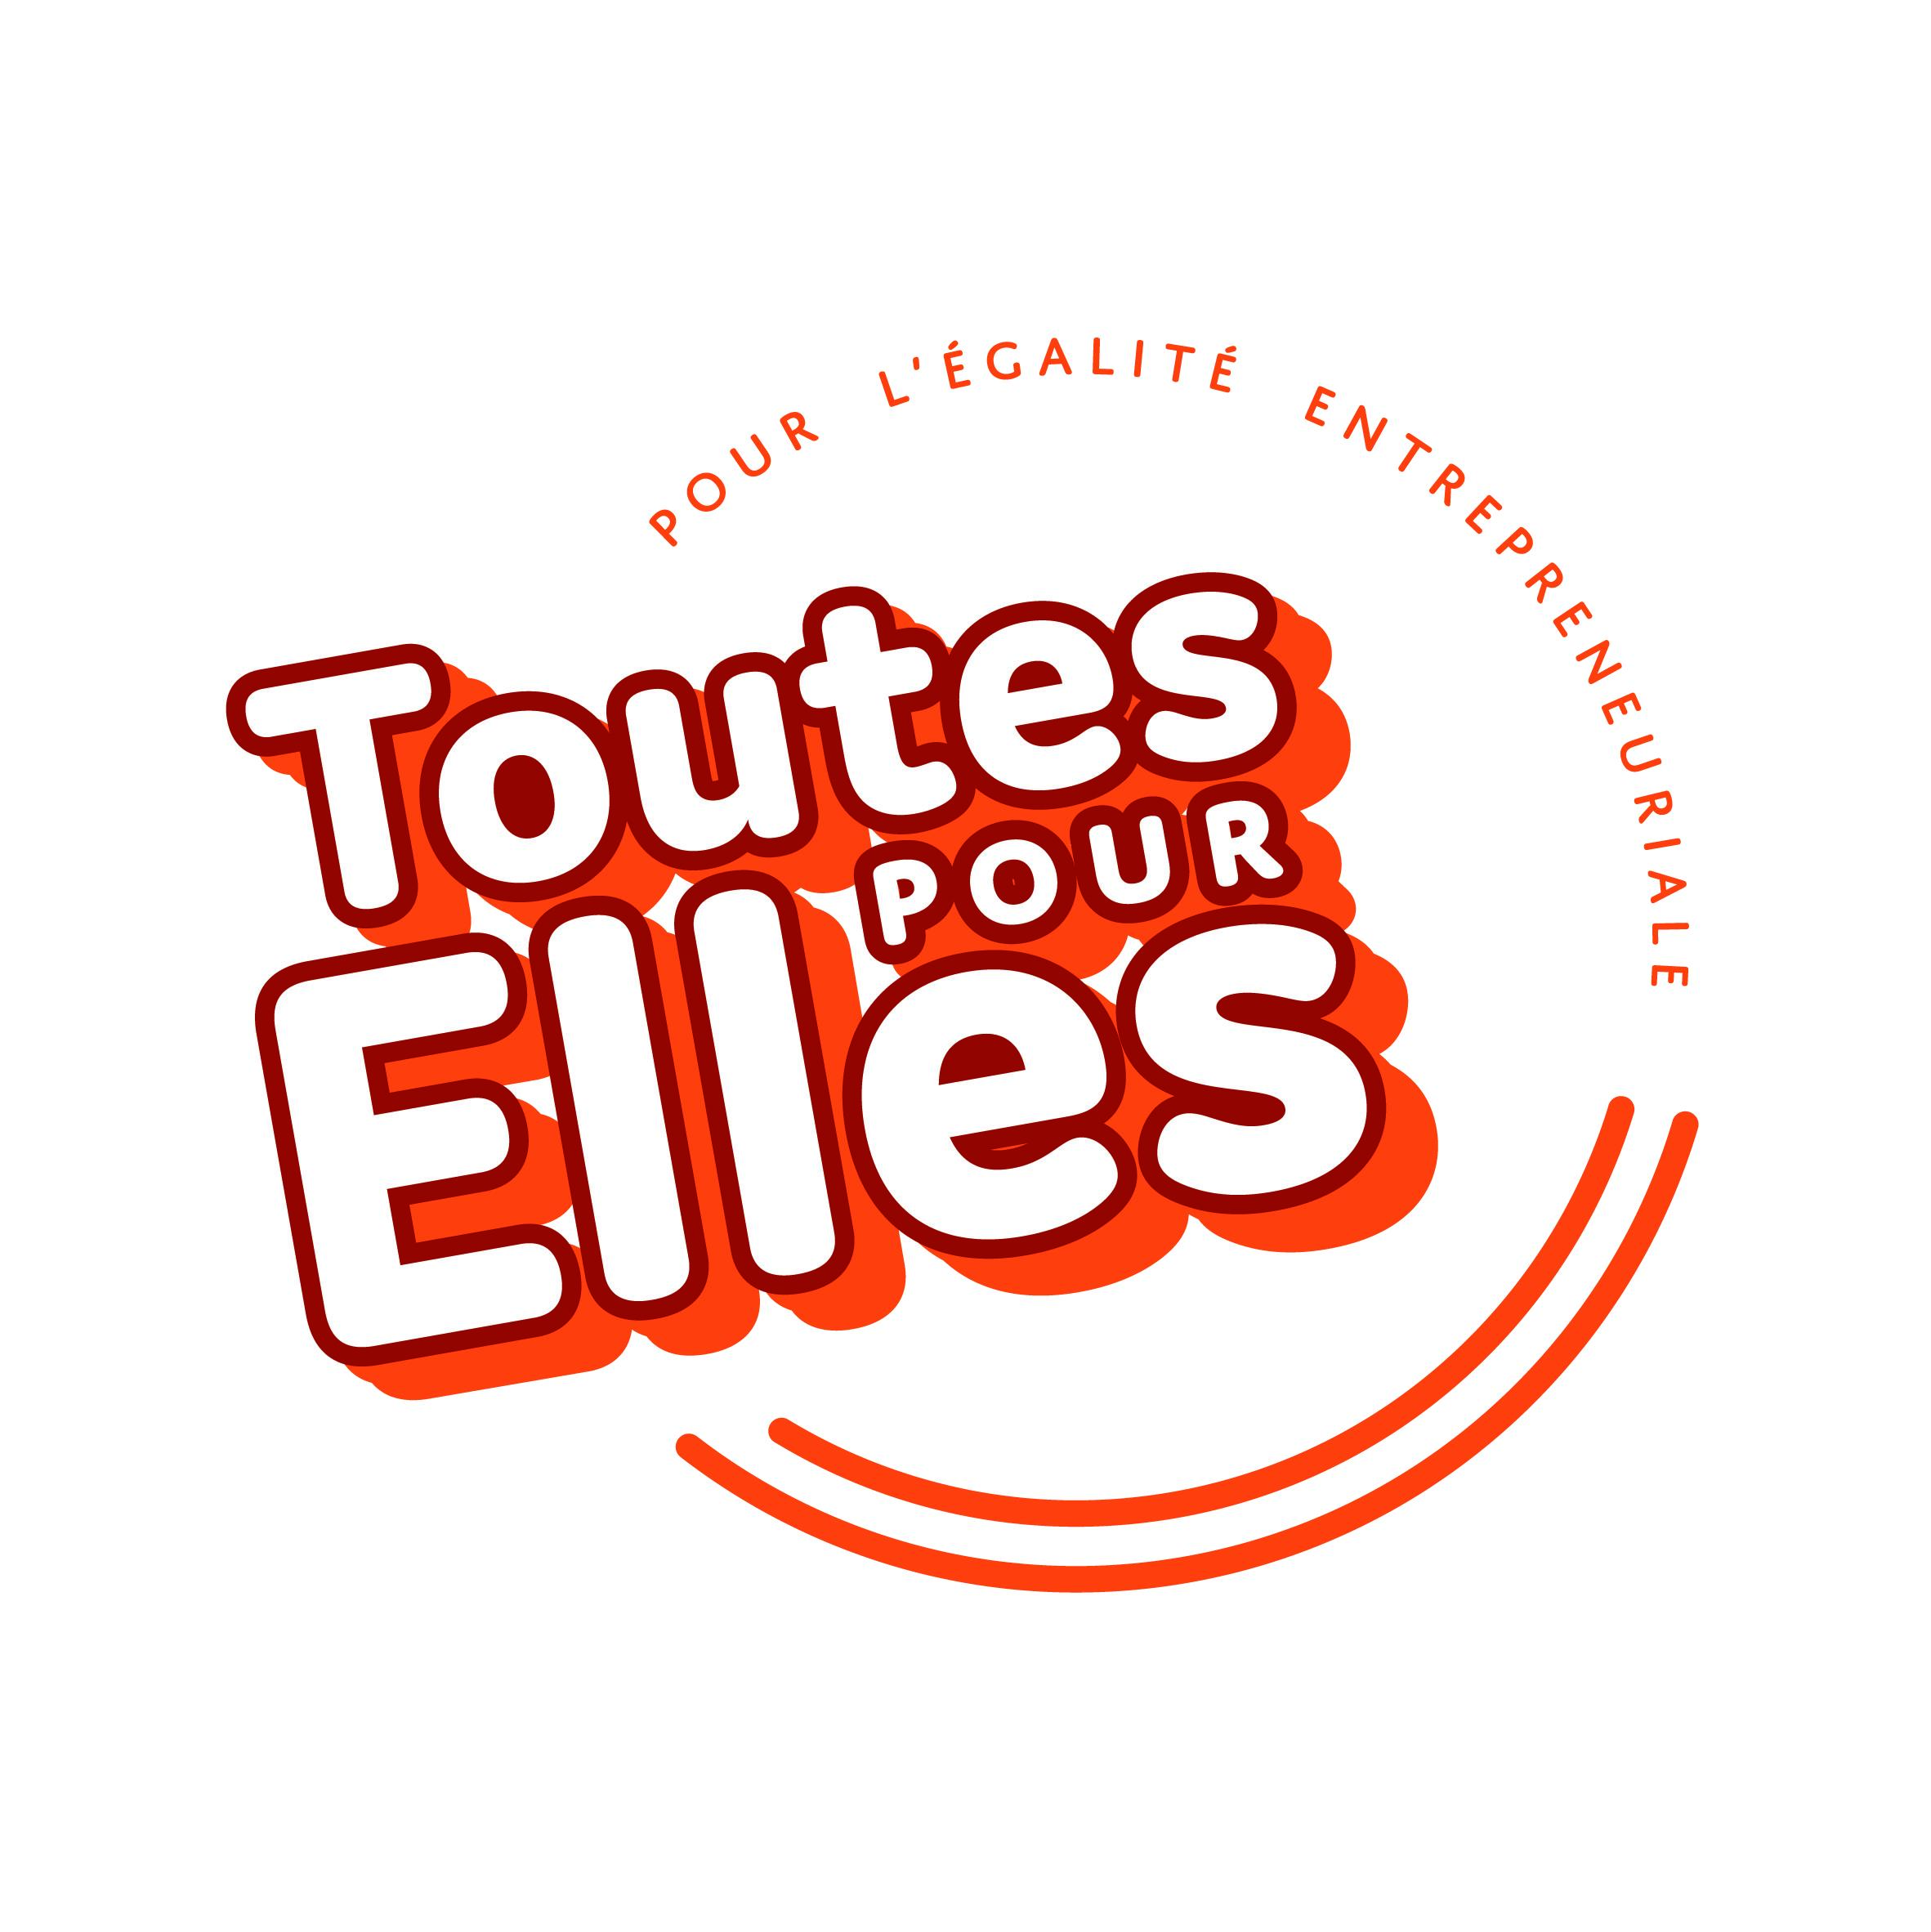 POUR L'ÉGALITÉ ENTREPRENEURIALE
Toutes
POUR
Elles